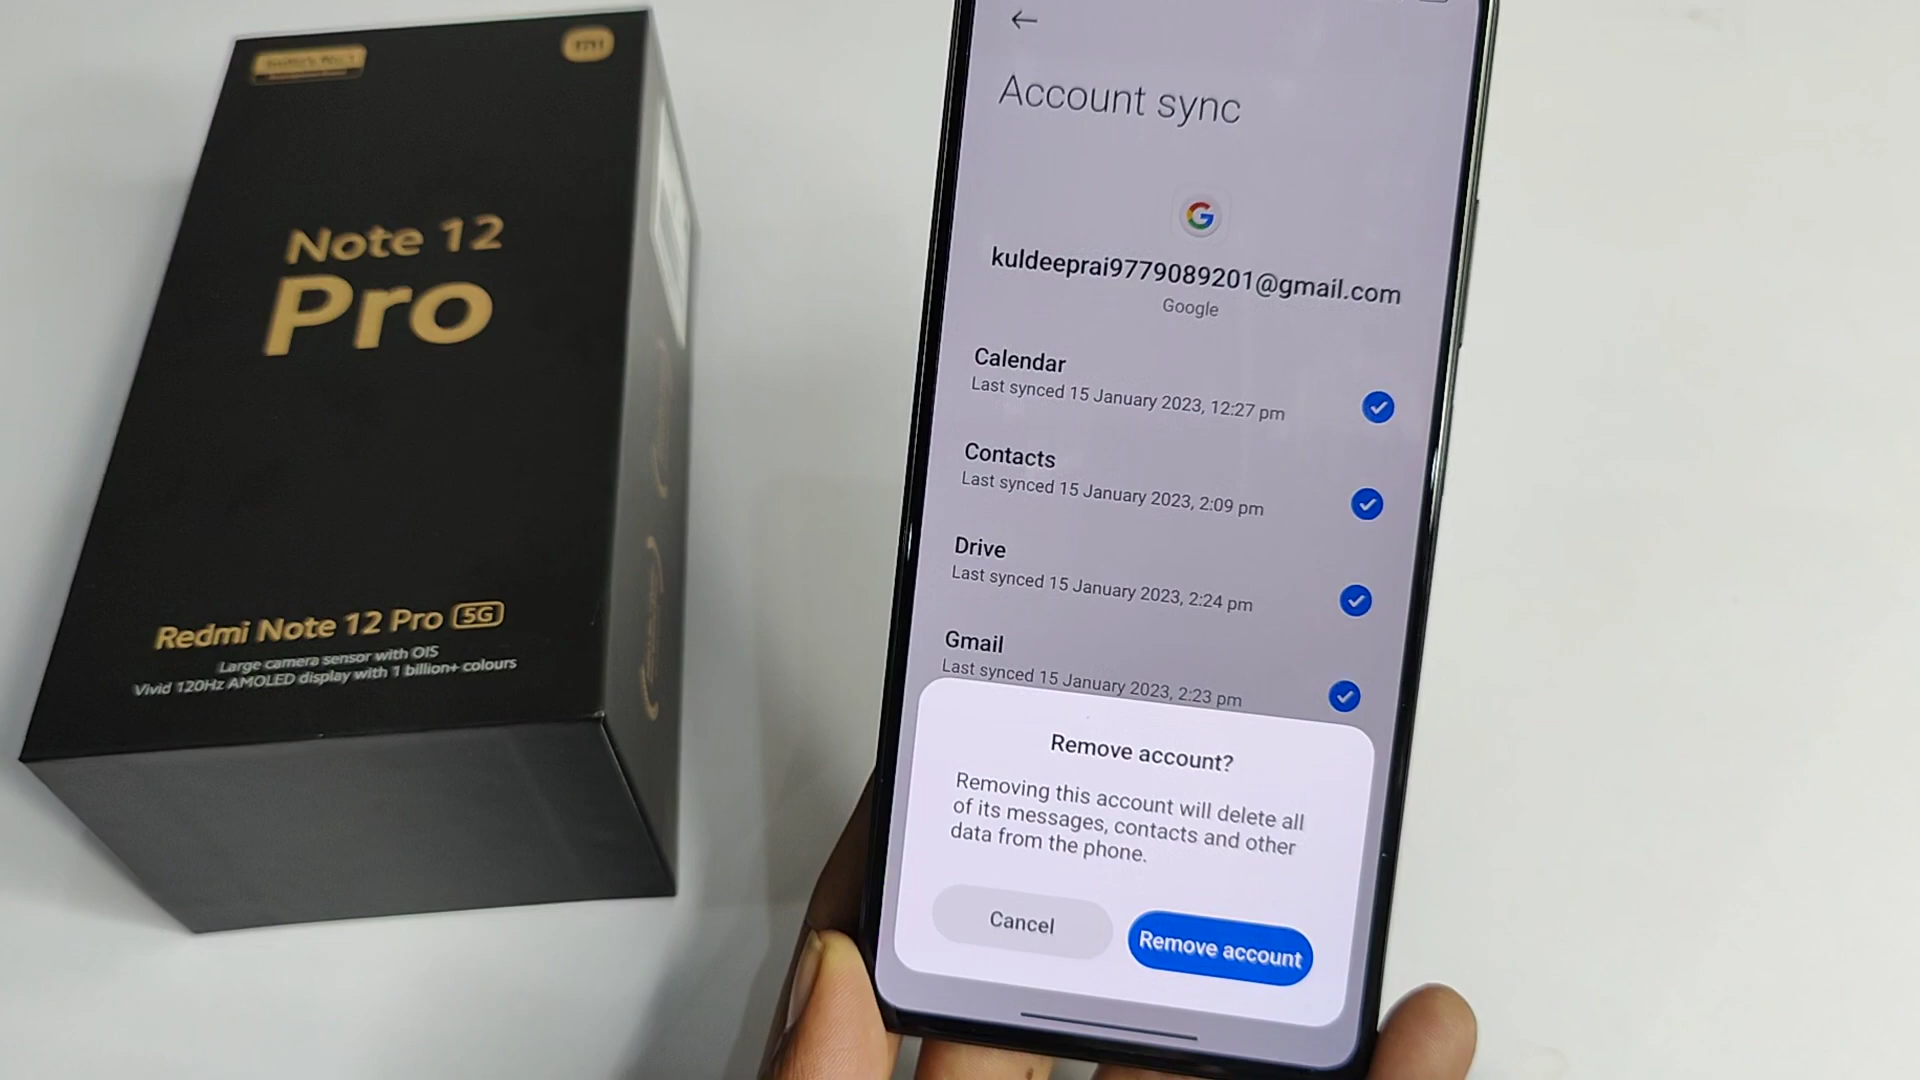 Note 12
Pro
Redmi Note 12 Pro 5G
Large camera sensor with OIS
Vivid 120Hz AMOLED display with 1 billion+ colours
Account sync
G
kuldeeprai9779089201@gmail.com
Google
Calendar
Last synced 15 January 2023, 12:27 pm
Contacts
Last synced 15 January 2023, 2:09 pm
Drive
Last synced 15 January 2023, 2:24 pm
Gmail
Last synced 15 January 2023, 2:23 pm
Remove account?
Removing this account will delete all
of its messages, contacts and other
data from the phone.
Cancel
Remove account